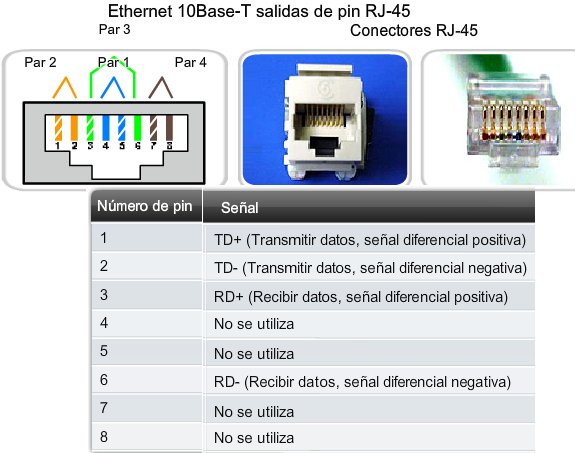 Ethernet 10Base-T salidas de pin RJ-45
Par 3
Conectores RJ-45
Par 2 Par 1 Par 4
1 2 3 4 5 6 7 8
Número de pin Señal
1 TD+ (Transmitir datos, señal diferencial positiva)
2 TD- (Transmitir datos, señal diferencial negativa)
3 RD+ (Recibir datos, señal diferencial positiva)
4 No se utiliza
5 No se utiliza
6 RD- (Recibir datos, señal diferencial negativa)
7 No se utiliza
8 No se utiliza